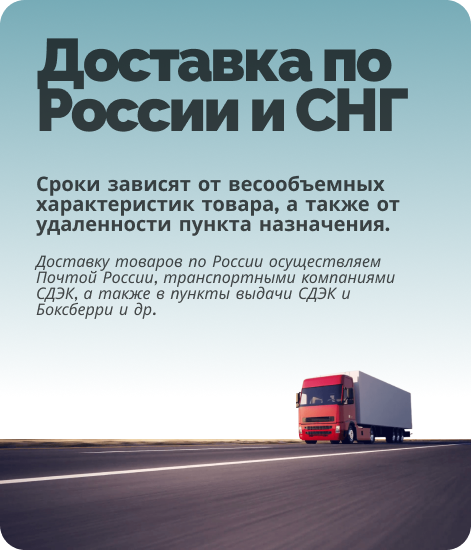 Доставка по
России и СНГ
Сроки зависят от весообъемных
характеристик товара, а также от
удаленности пункта назначения.
Доставку товаров по России осуществляем
Почтой России, транспортными компаниями
СДЭК, а также в пункты выдачи СДЭК и
Боксберри и др.